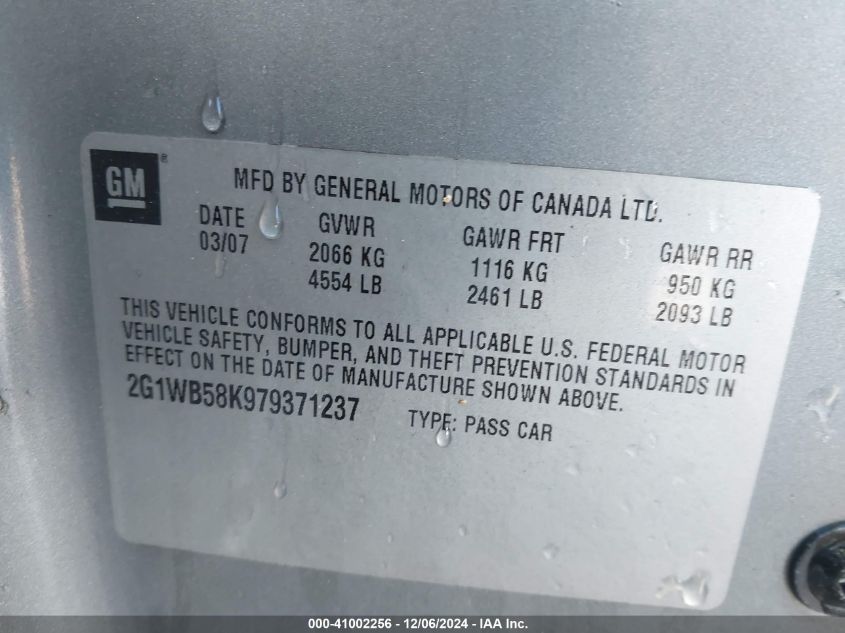 GM®
MFD BY GENERAL MOTORS OF CANADA LTD.
DATE GVWR GAWR FRT GAWR RR
03/07 2066 KG 1116 KG 950 KG
4554 LB 2461 LB 2093 LB
THIS VEHICLE CONFORMS TO ALL APPLICABLE U.S. FEDERAL MOTOR
VEHICLE SAFETY, BUMPER, AND THEFT PREVENTION STANDARDS IN
EFFECT ON THE DATE OF MANUFACTURE SHOWN ABOVE.
2G1WB58K979371237 TYPE: PASS CAR
000-41002256 - 12/06/2024 - IAA Inc.